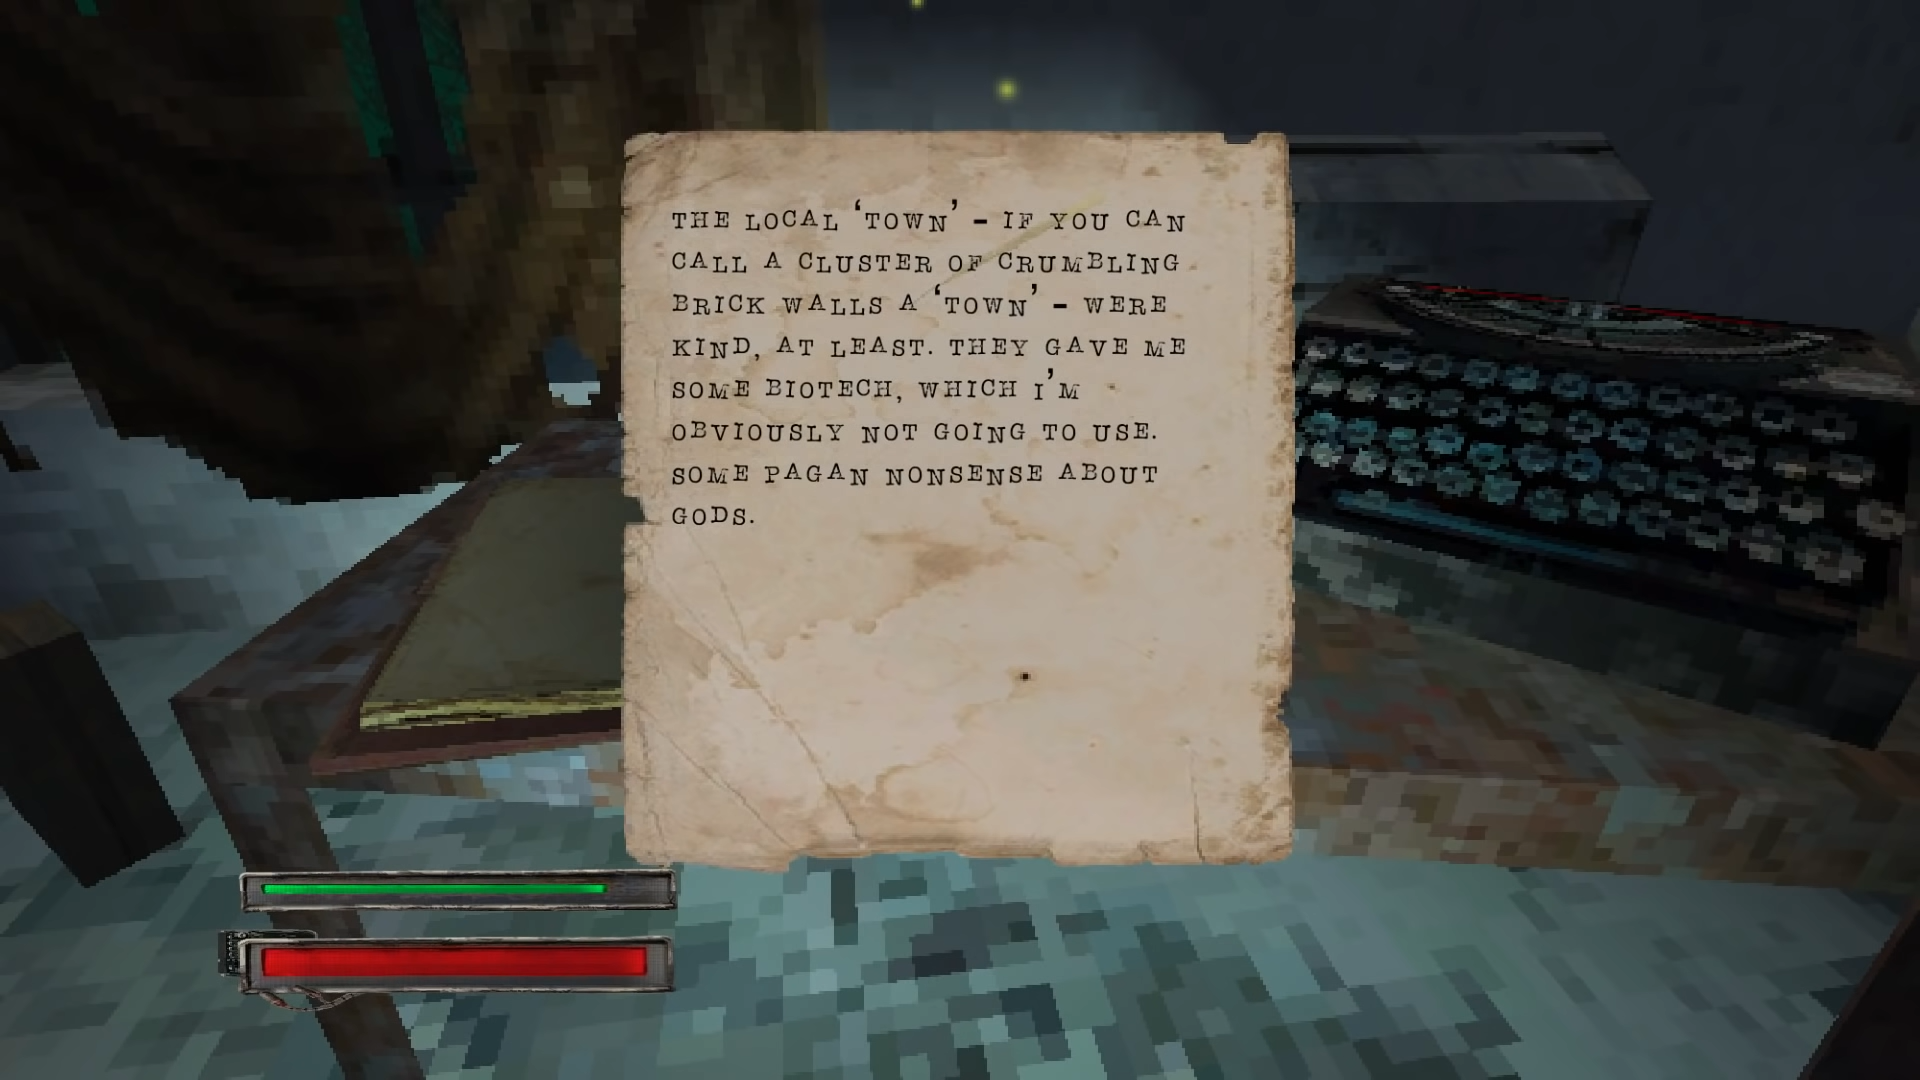 THE LOCAL 'TOWN' – IF YOU CAN
CALL A CLUSTER OF CRUMBLING
BRICK WALLS A 'TOWN' – WERE
KIND, AT LEAST. THEY GAVE ME
SOME BIOTECH, WHICH I'M
OBVIOUSLY NOT GOING TO USE.
SOME PAGAN NONSENSE ABOUT
GODS.